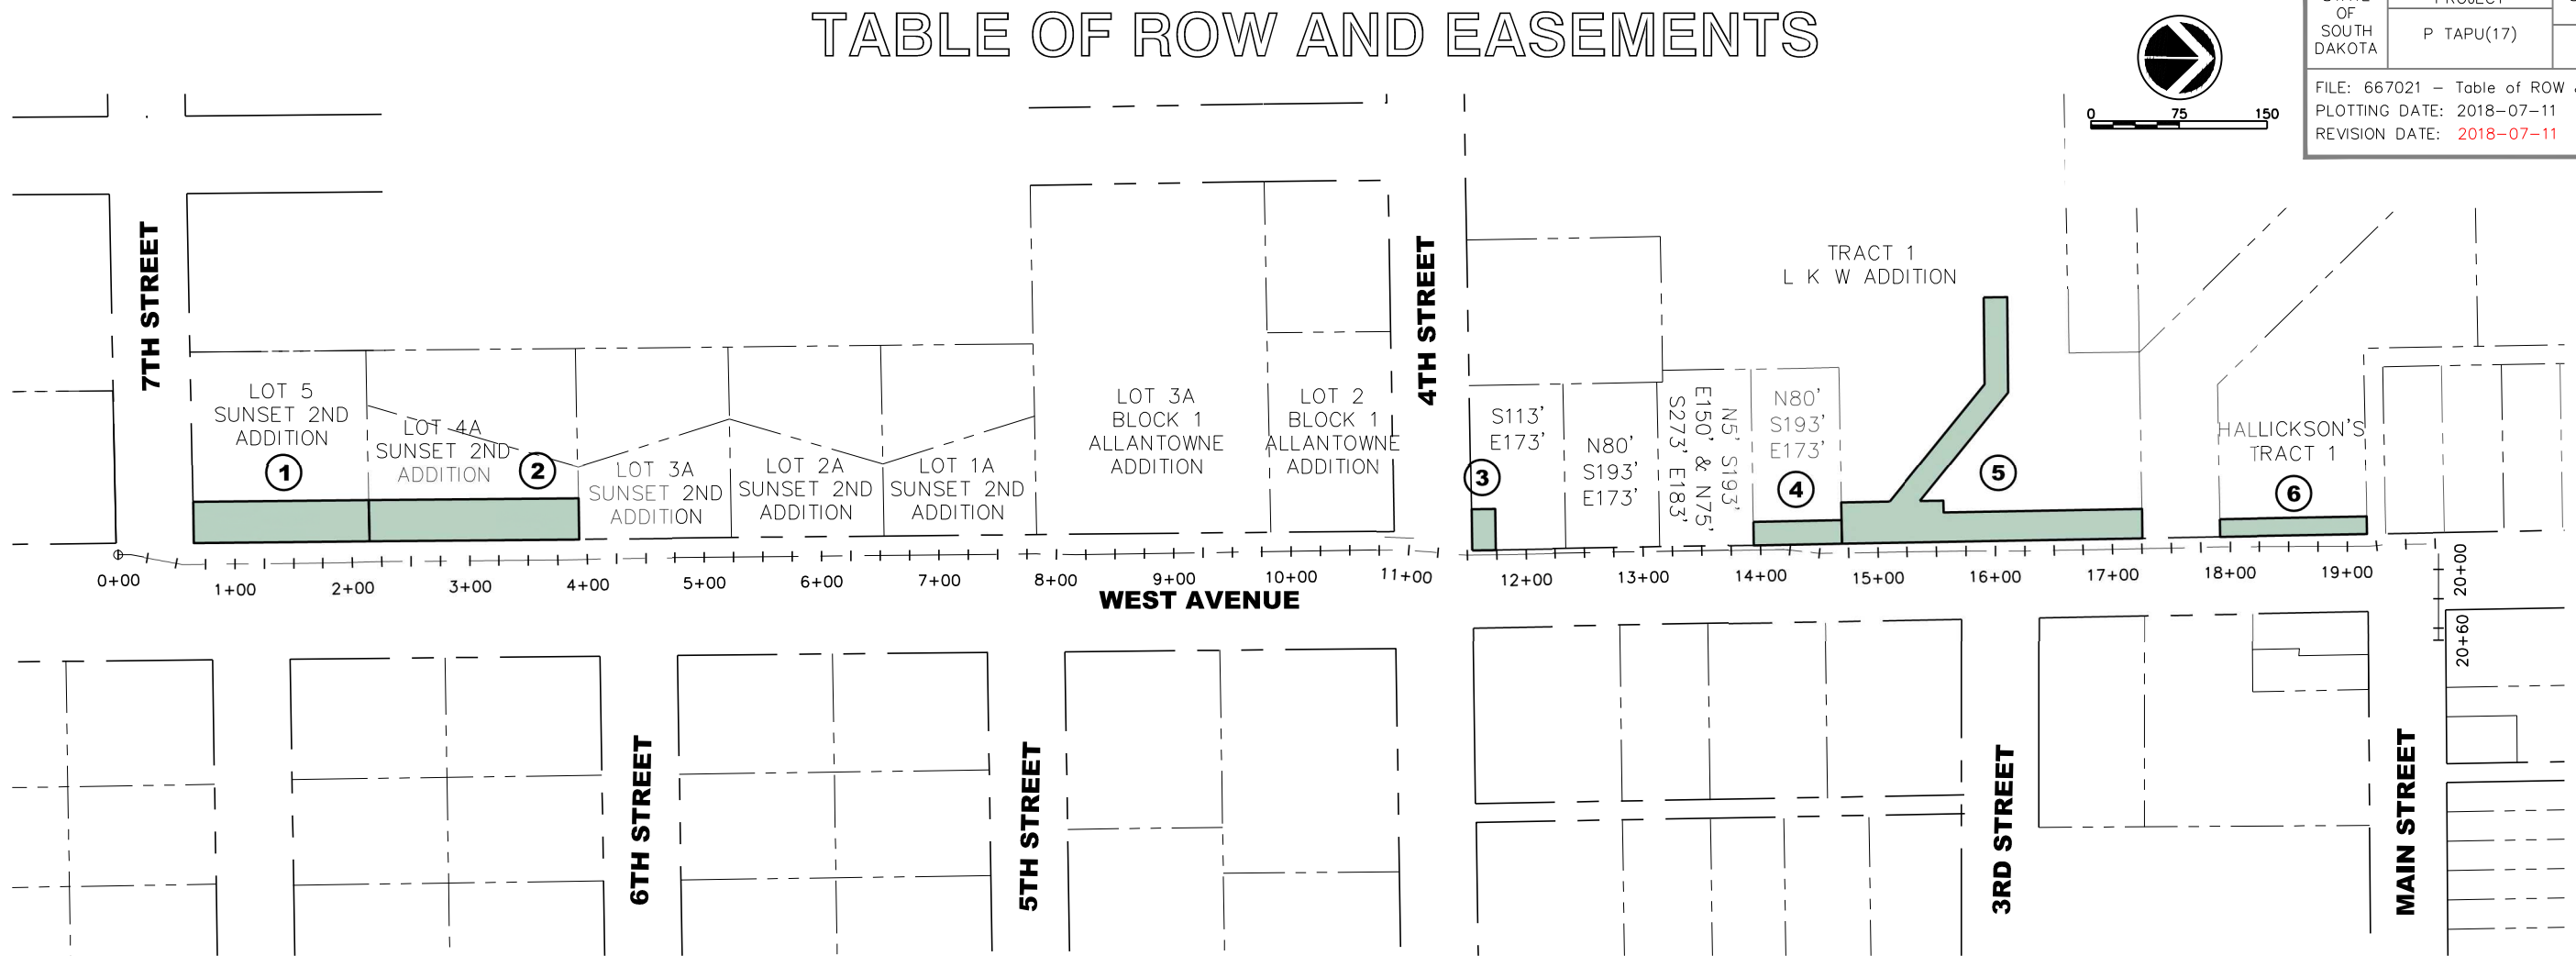 TABLE OF ROW AND EASEMENTS
OF
SOUTH
DAKOTA
P TAPU(17)
FILE: 667021 - Table of ROW
PLOTTING DATE: 2018-07-11
REVISION DATE: 2018-07-11
0 75 150
7TH STREET
4TH STREET
TRACT 1
L K W ADDITION
LOT 5
SUNSET 2ND
ADDITION
1
LOT 4A
SUNSET 2ND
ADDITION
2
LOT 3A
SUNSET 2ND
ADDITION
LOT 2A
SUNSET 2ND
ADDITION
LOT 1A
SUNSET 2ND
ADDITION
LOT 3A
BLOCK 1
ALLANTOWNE
ADDITION
LOT 2
BLOCK 1
ALLANTOWNE
ADDITION
S113'
E173'
3
N80'
S193'
E173'
N5' S193'
E150' & N75'
S273' E183'
N80'
S193'
E173'
4
5
HALLICKSON'S
TRACT 1
6
0+00 1+00 2+00 3+00 4+00 5+00 6+00 7+00 8+00 9+00 10+00 11+00 12+00 13+00 14+00 15+00 16+00 17+00 18+00 19+00
20+00
20+60
WEST AVENUE
6TH STREET
5TH STREET
3RD STREET
MAIN STREET